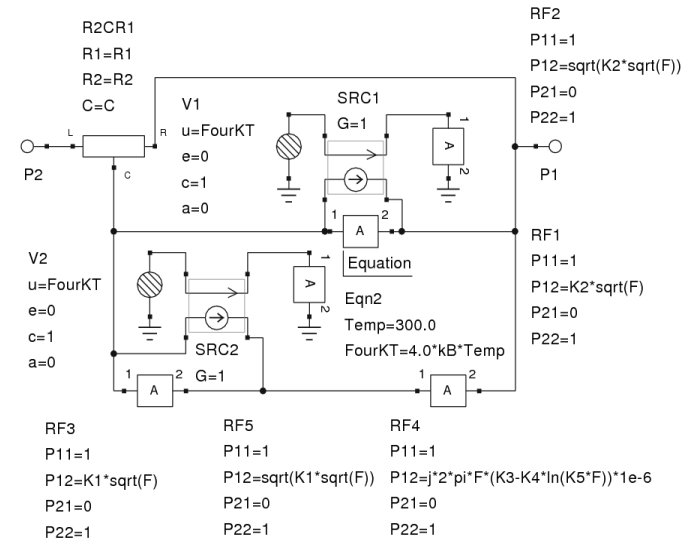 R2CR1
R1=R1
R2=R2
C=C
RF2
P11=1
P12=sqrt(K2*sqrt(F))
P21=0
P22=1
V1
u=FourKT
e=0
c=1
a=0
SRC1
G=1
1
A
2
L
R
C
P2
P1
1
A
2
Equation
Eqn2
Temp=300.0
FourKT=4.0*kB*Temp
RF1
P11=1
P12=K2*sqrt(F)
P21=0
P22=1
V2
u=FourKT
e=0
c=1
a=0
1
A
2
SRC2
G=1
1
A
2
1
A
2
RF3
P11=1
P12=K1*sqrt(F)
P21=0
P22=1
RF5
P11=1
P12=sqrt(K1*sqrt(F))
P21=0
P22=1
RF4
P11=1
P12=j*2*pi*F*(K3-K4*ln(K5*F))*1e-6
P21=0
P22=1